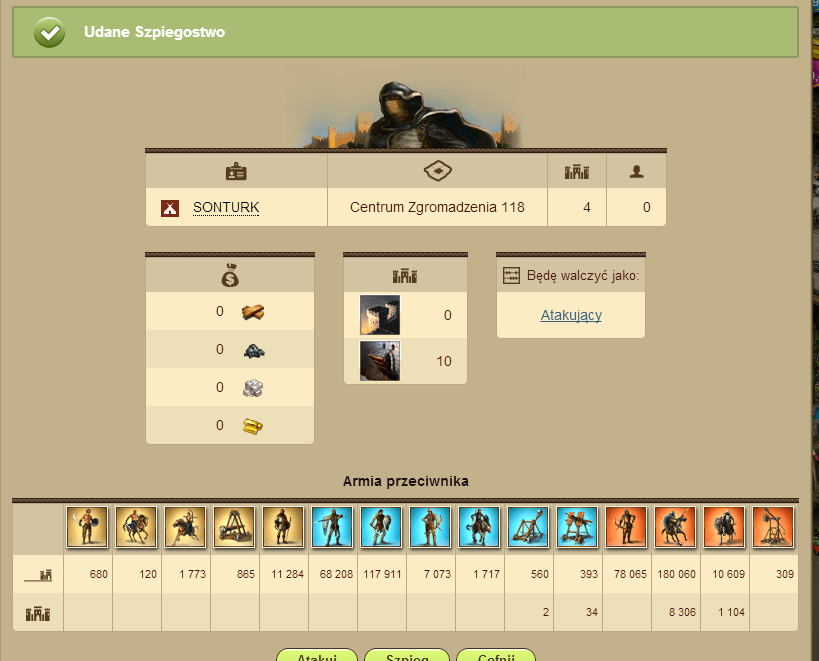 Udane Szpiegostwo
SONTURK Centrum Zgromadzenia 118 4 0
Będę walczyć jako:
0 0
Atakujący
0 10
0
0
Armia przeciwnika
680 120 1 773 865 11 284 68 208 117 911 7 073 1 717 560 393 78 065 180 060 10 609 309
2 34 8 306 1 104
Atakuj Szpieg Cofnij